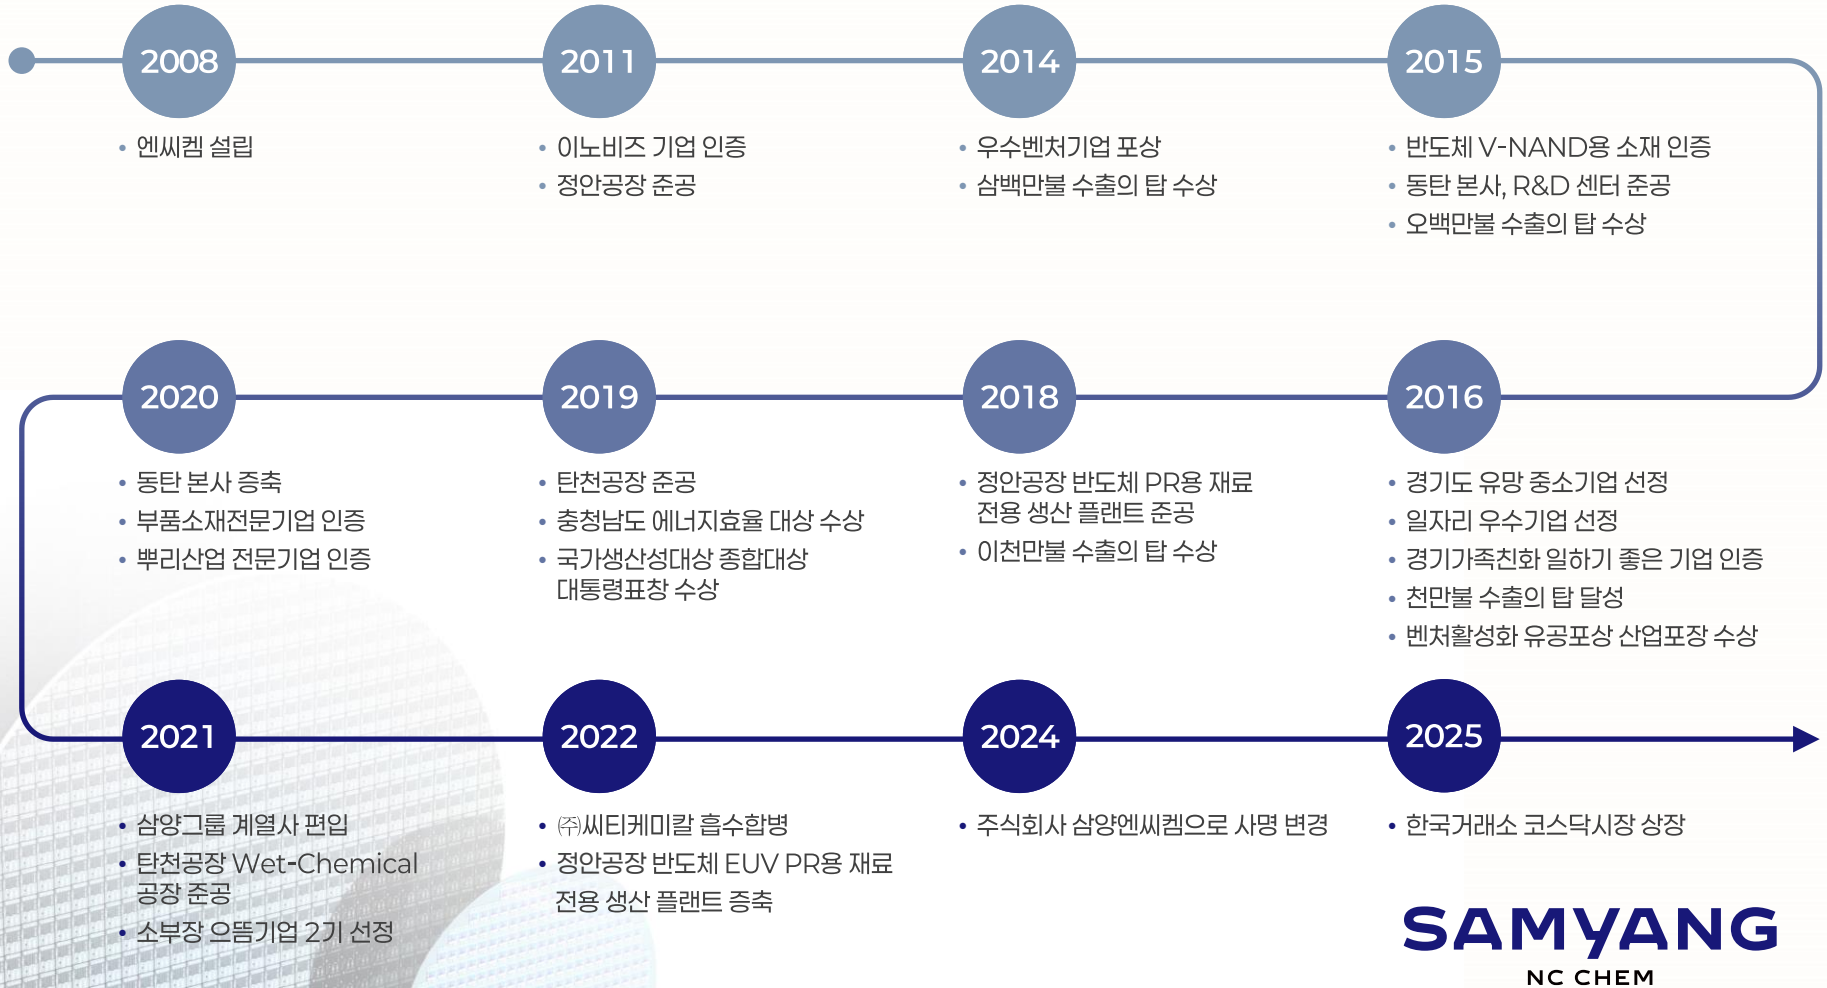 2008
• 엔씨켐 설립
2011
• 이노비즈 기업 인증
• 정안공장 준공
2014
• 우수벤처기업 포상
• 삼백만불 수출의 탑 수상
2015
• 반도체 V-NAND용 소재 인증
• 동탄 본사, R&D 센터 준공
• 오백만불 수출의 탑 수상
2016
• 경기도 유망 중소기업 선정
• 일자리 우수기업 선정
• 경기가족친화 일하기 좋은 기업 인증
• 천만불 수출의 탑 달성
• 벤처활성화 유공포상 산업포장 수상
2018
• 정안공장 반도체 PR용 재료
전용 생산 플랜트 준공
• 이천만불 수출의 탑 수상
2019
• 탄천공장 준공
• 충청남도 에너지효율 대상 수상
• 국가생산성대상 종합대상
대통령표창 수상
2020
• 동탄 본사 증축
• 부품소재전문기업 인증
• 뿌리산업 전문기업 인증
2021
• 삼양그룹 계열사 편입
• 탄천공장 Wet-Chemical
공장 준공
• 소부장 으뜸기업 2기 선정
2022
• ㈜씨티케미칼 흡수합병
• 정안공장 반도체 EUV PR용 재료
전용 생산 플랜트 증축
2024
• 주식회사 삼양엔씨켐으로 사명 변경
2025
• 한국거래소 코스닥시장 상장
SAMYANG
NC CHEM